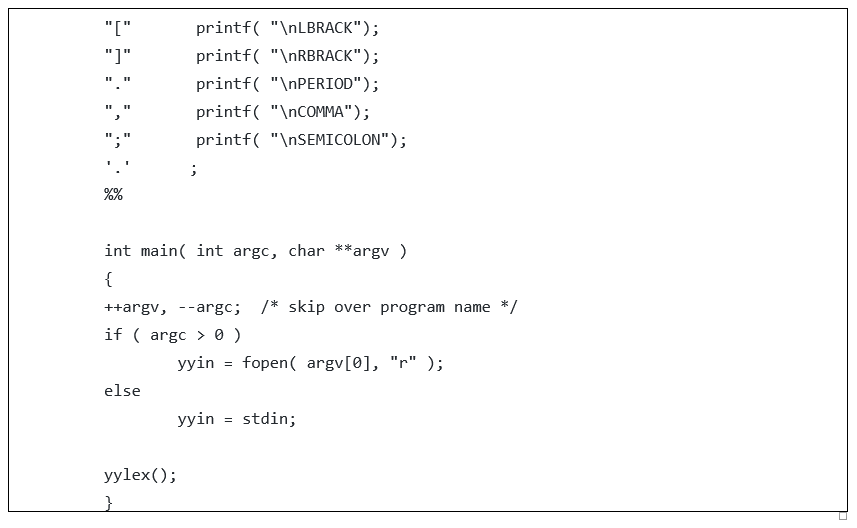 "["       printf( "\nLBRACK");
"]"       printf( "\nRBRACK");
"."       printf( "\nPERIOD");
","       printf( "\nCOMMA");
";"       printf( "\nSEMICOLON");
'.'      ;
%%
int main( int argc, char **argv )
{
++argv, --argc;  /* skip over program name */
if ( argc > 0 )
        yyin = fopen( argv[0], "r" );
else
        yyin = stdin;
yylex();
}